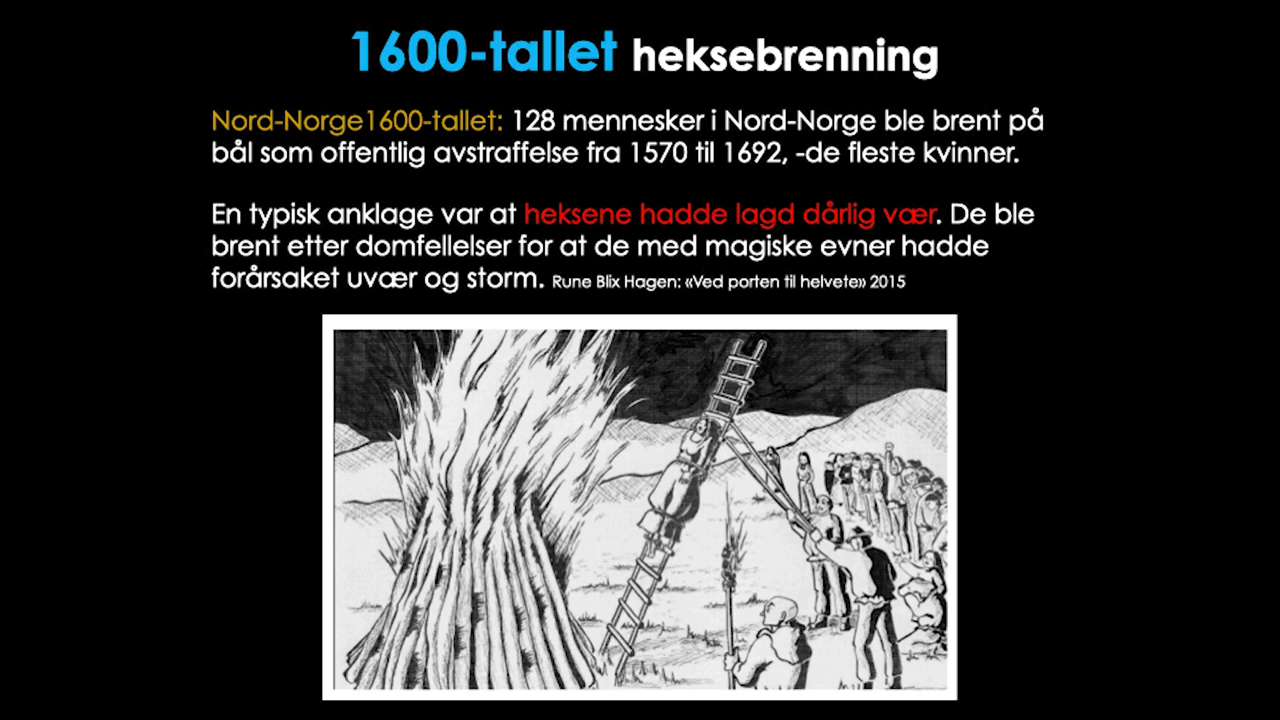 1600-tallet heksebrenning
Nord-Norge1600-tallet: 128 mennesker i Nord-Norge ble brent på
bål som offentlig avstraffelse fra 1570 til 1692, -de fleste kvinner.
En typisk anklage var at heksene hadde lagd dårlig vær. De ble
brent etter domfellelser for at de med magiske evner hadde
forårsaket uvær og storm. Rune Blix Hagen: «Ved porten til helvete» 2015